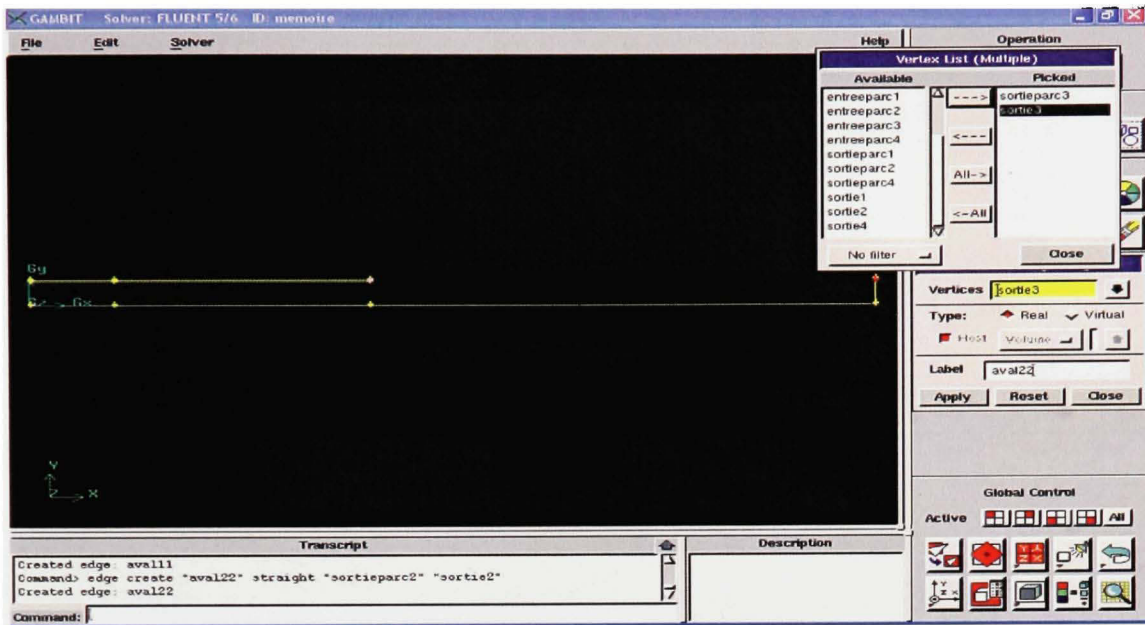 GAMBIT Solver: FLUENT 5/6 ID: memoire
File Edit Solver Help
Operation
Vertex List (Multiple)
Available Picked
entreeparc1
entreeparc2
entreeparc3
entreeparc4
sortieparc1
sortieparc2
sortieparc4
sortie1
sortie2
sortie4
--->
<---
All->
<-All
sortieparc3
sortie3
No filter
Close
Gy
Gx
Y
Z X
Vertices sortie3
Type: Real Virtual
Host Volume
Label aval22
Apply Reset Close
Global Control
Active All
Transcript
Created edge: aval11
Command> edge create "aval22" straight "sortieparc2" "sortie2"
Created edge: aval22
Command:
Description